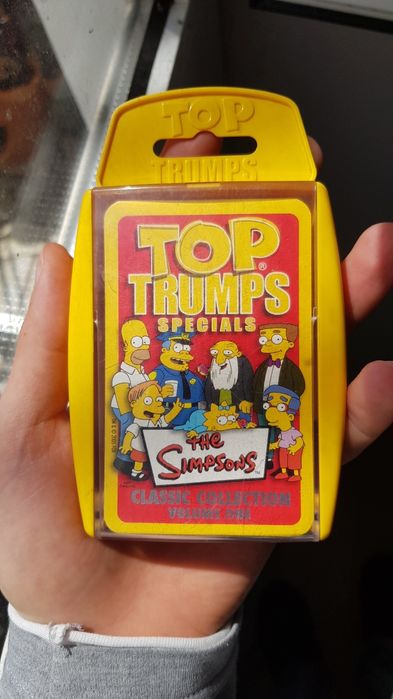 TOP
TRUMPS
TOP
TRUMPS
SPECIALS
THE
SIMPSONS
CLASSIC COLLECTION
VOLUME ONE